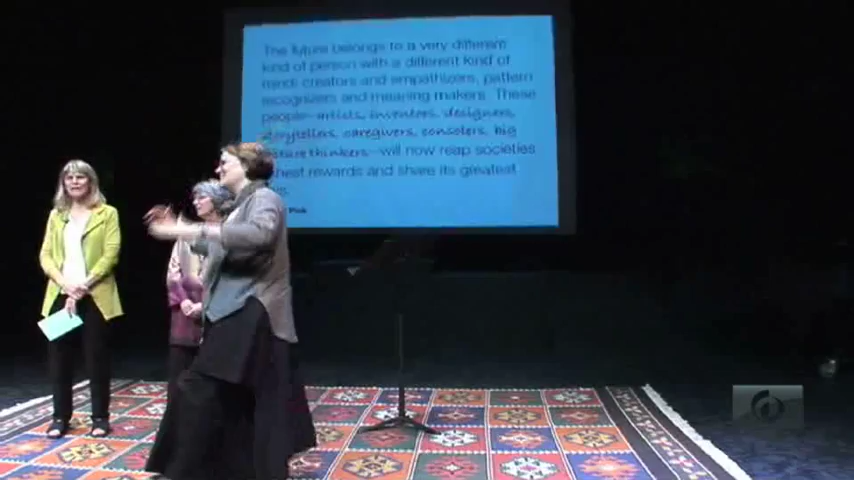 The future belongs to a very different
kind of person with a different kind of
mind: creators and empathizers, pattern
recognizers and meaning makers. These
people—artists, inventors, designers,
storytellers, caregivers, consolers, big
picture thinkers—will now reap societies
richest rewards and share its greatest
Pink